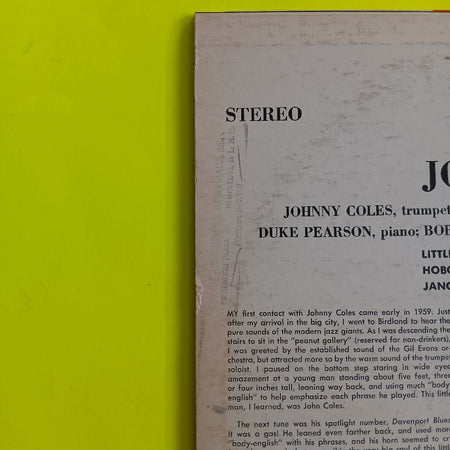 STEREO
JO
JOHNNY COLES, trumpet
DUKE PEARSON, piano; BOB
LITTL
HOBO
JANO
MY first contact with Johnny Coles came early in 1959. Just
after my arrival in the big city, I went to Birdland to hear the
pure sounds of the modern jazz giants. As I was descending the
stairs to sit in the "peanut gallery" (reserved for non-drinkers),
I was greeted by the established sound of the Gil Evans or-
chestra, but attracted more so by the warm sound of the trumpet
soloist. I paused on the bottom step staring in wide eyed
amazement at a young man standing about five feet, three
or four inches tall, leaning way back, and using much "body
english" to help emphasize each phrase he played. This little
man, I learned, was John Coles.
The next tune was his spotlight number, Davenport Blues
It was a gas! He leaned even farther back, and used more
"body-english" with his phrases, and his horn seemed to cr
big soul of this litt